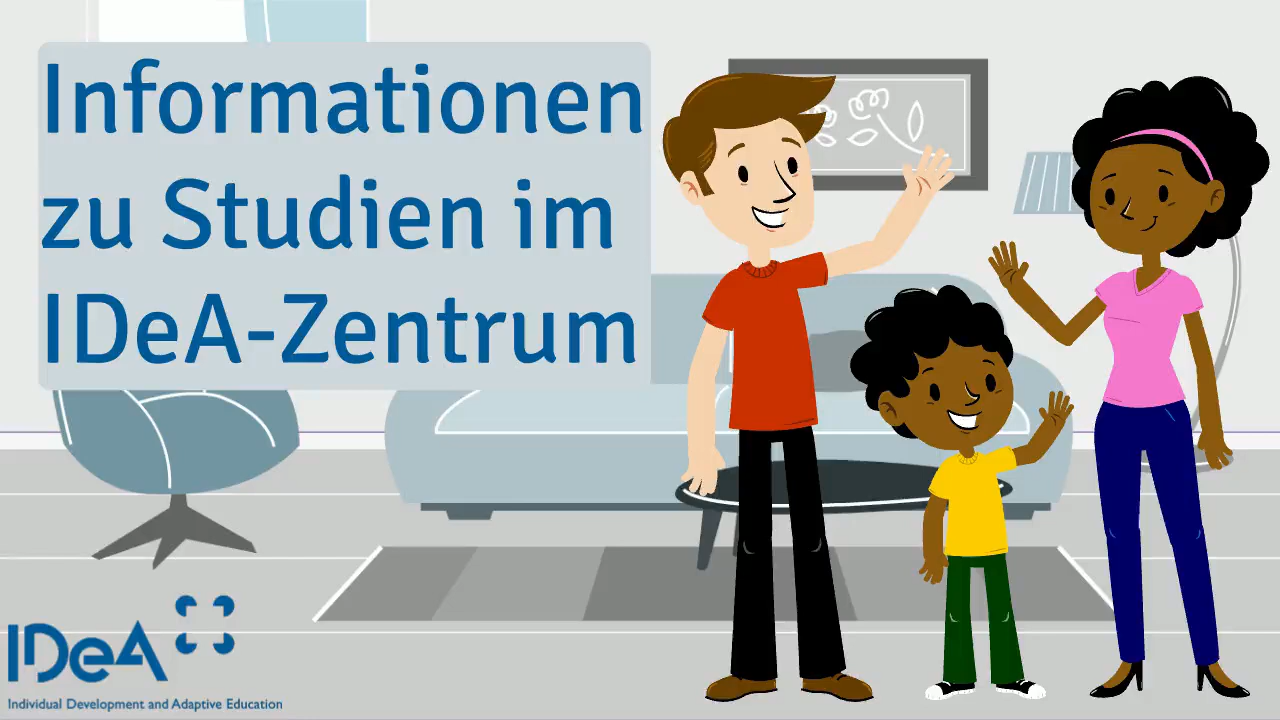 Informationen
zu Studien im
IDeA-Zentrum
IDeA
Individual Development and Adaptive Education